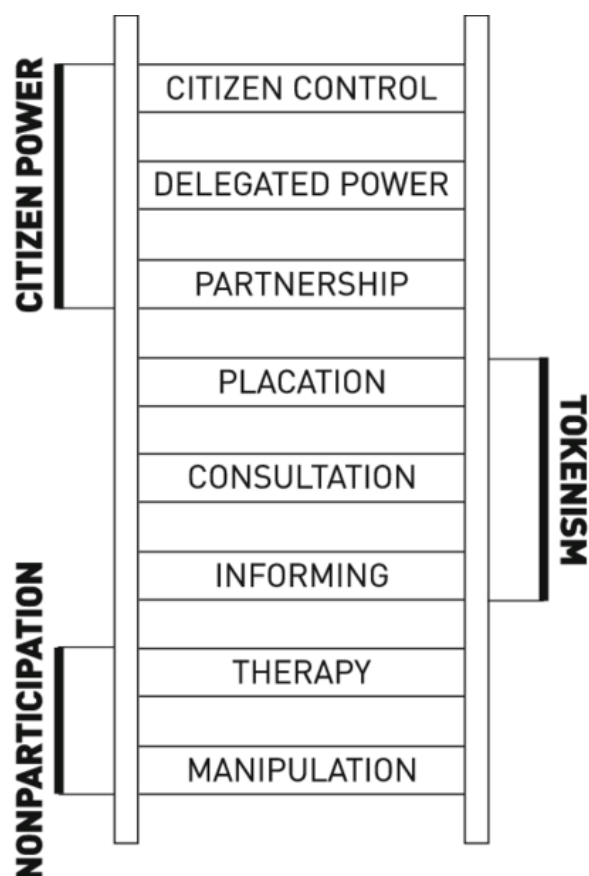 CITIZEN POWER
CITIZEN CONTROL
DELEGATED POWER
PARTNERSHIP
PLACATION
CONSULTATION
INFORMING
TOKENISM
NONPARTICIPATION
THERAPY
MANIPULATION